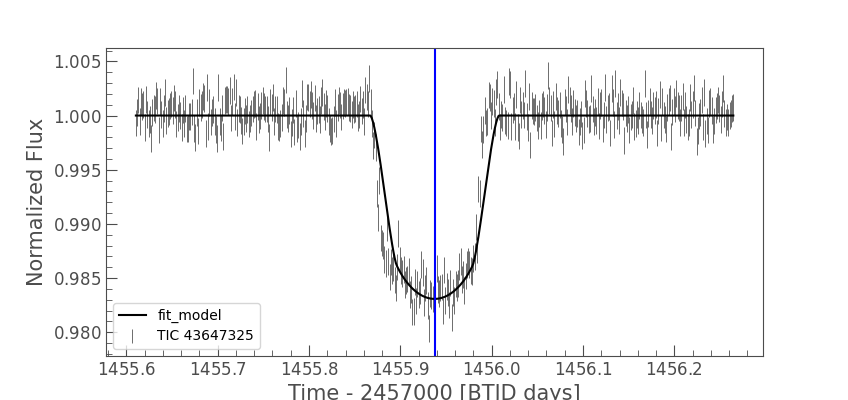 1.005
1.000
0.995
0.990
0.985
0.980
Normalized Flux
fit_model
TIC 43647325
1455.6 1455.7 1455.8 1455.9 1456.0 1456.1 1456.2
Time - 2457000 [BTJD days]